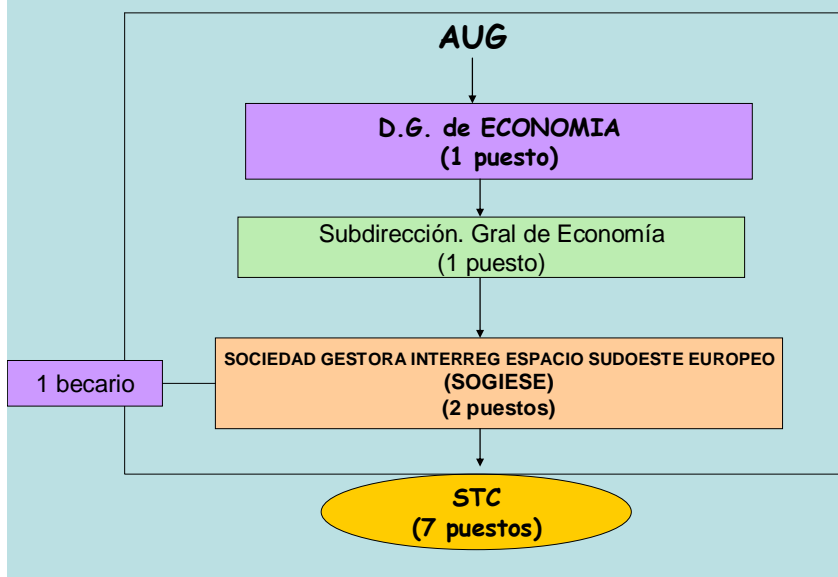 AUG
D.G. de ECONOMIA
(1 puesto)
Subdirección. Gral de Economía
(1 puesto)
SOCIEDAD GESTORA INTERREG ESPACIO SUDOESTE EUROPEO
(SOGIESE)
(2 puestos)
1 becario
STC
(7 puestos)